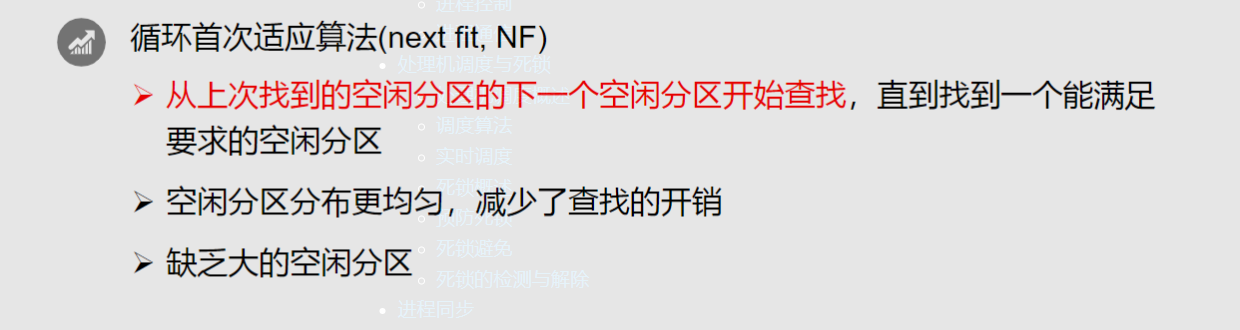 进程控制
循环首次适应算法(next fit, NF)
处理机调度与死锁
从上次找到的空闲分区的下一个空闲分区开始查找，直到找到一个能满足
调度算法
要求的空闲分区
实时调度
空闲分区分布更均匀，减少了查找的开销
死锁避免
缺乏大的空闲分区
死锁的检测与解除
进程同步